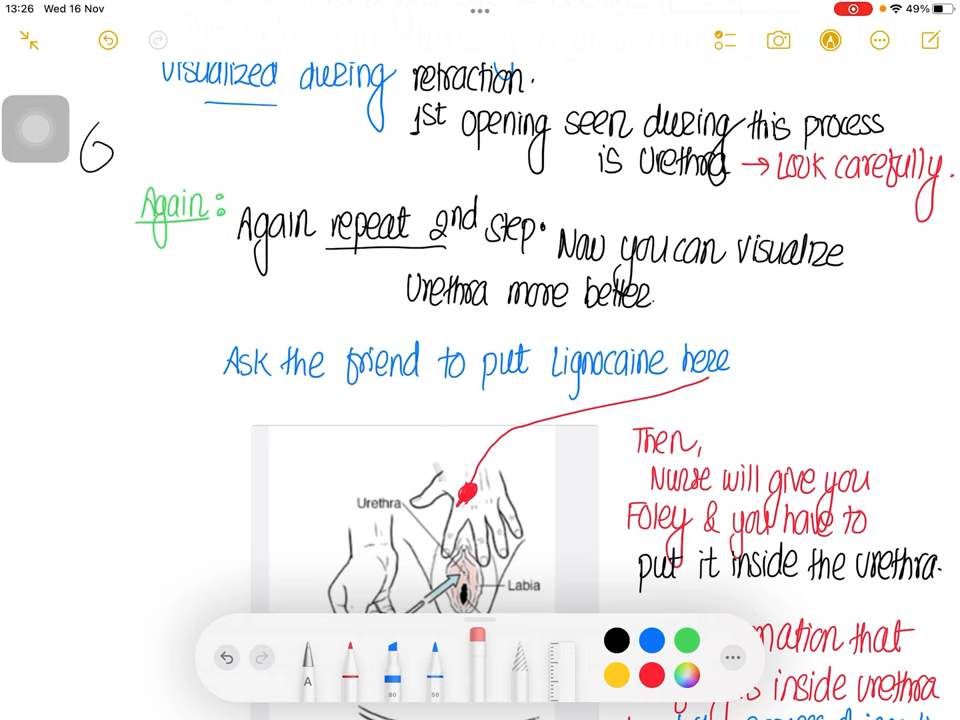 13:26 Wed 16 Nov
49%
visualized during retraction.
1st opening seen during this process
is Urethra → Look carefully.
6
Again:
Again repeat 2nd step. Now you can visualize
Urethra more better.
Ask the friend to put Lignocaine here
Then,
Nurse will give you
Foley & you have to
put it inside the urethra.
Urethra
Labia
mation that
is inside urethra
A
80
50